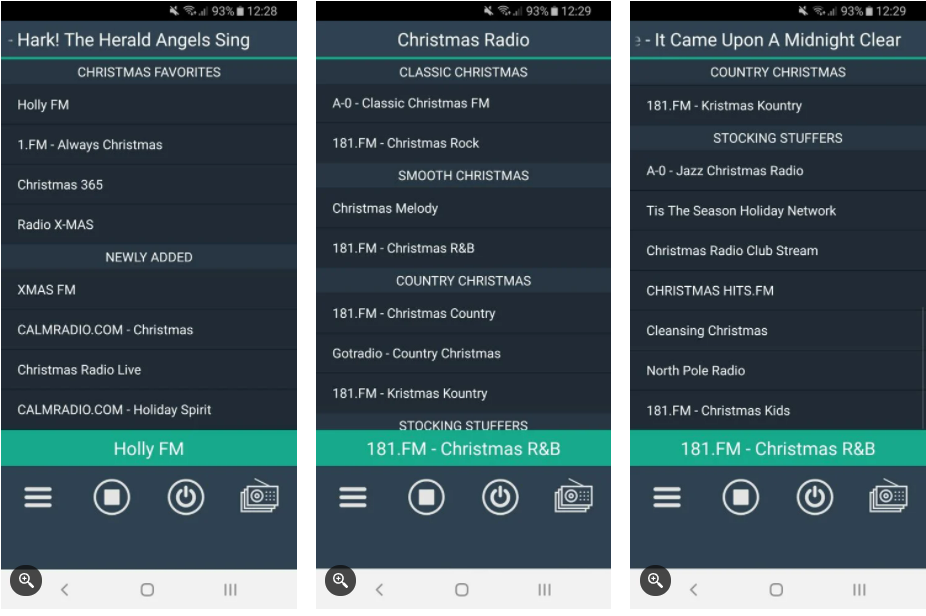 93% 12:28
- Hark! The Herald Angels Sing
CHRISTMAS FAVORITES
Holly FM
1.FM - Always Christmas
Christmas 365
Radio X-MAS
NEWLY ADDED
XMAS FM
CALMRADIO.COM - Christmas
Christmas Radio Live
CALMRADIO.COM - Holiday Spirit
Holly FM
93% 12:29
Christmas Radio
CLASSIC CHRISTMAS
A-0 - Classic Christmas FM
181.FM - Christmas Rock
SMOOTH CHRISTMAS
Christmas Melody
181.FM - Christmas R&B
COUNTRY CHRISTMAS
181.FM - Christmas Country
Gotradio - Country Christmas
181.FM - Kristmas Kountry
STOCKING STUFFERS
181.FM - Christmas R&B
93% 12:29
e - It Came Upon A Midnight Clear
COUNTRY CHRISTMAS
181.FM - Kristmas Kountry
STOCKING STUFFERS
A-0 - Jazz Christmas Radio
Tis The Season Holiday Network
Christmas Radio Club Stream
CHRISTMAS HITS.FM
Cleansing Christmas
North Pole Radio
181.FM - Christmas Kids
181.FM - Christmas R&B